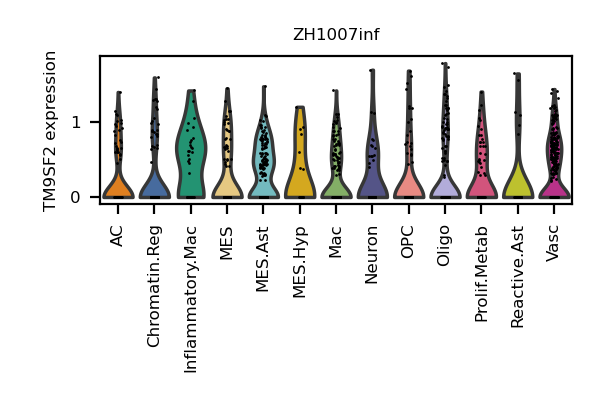 ZH1007inf
TM9SF2 expression
1
0
AC
Chromatin.Reg
Inflammatory.Mac
MES
MES.Ast
MES.Hyp
Mac
Neuron
OPC
Oligo
Prolif.Metab
Reactive.Ast
Vasc